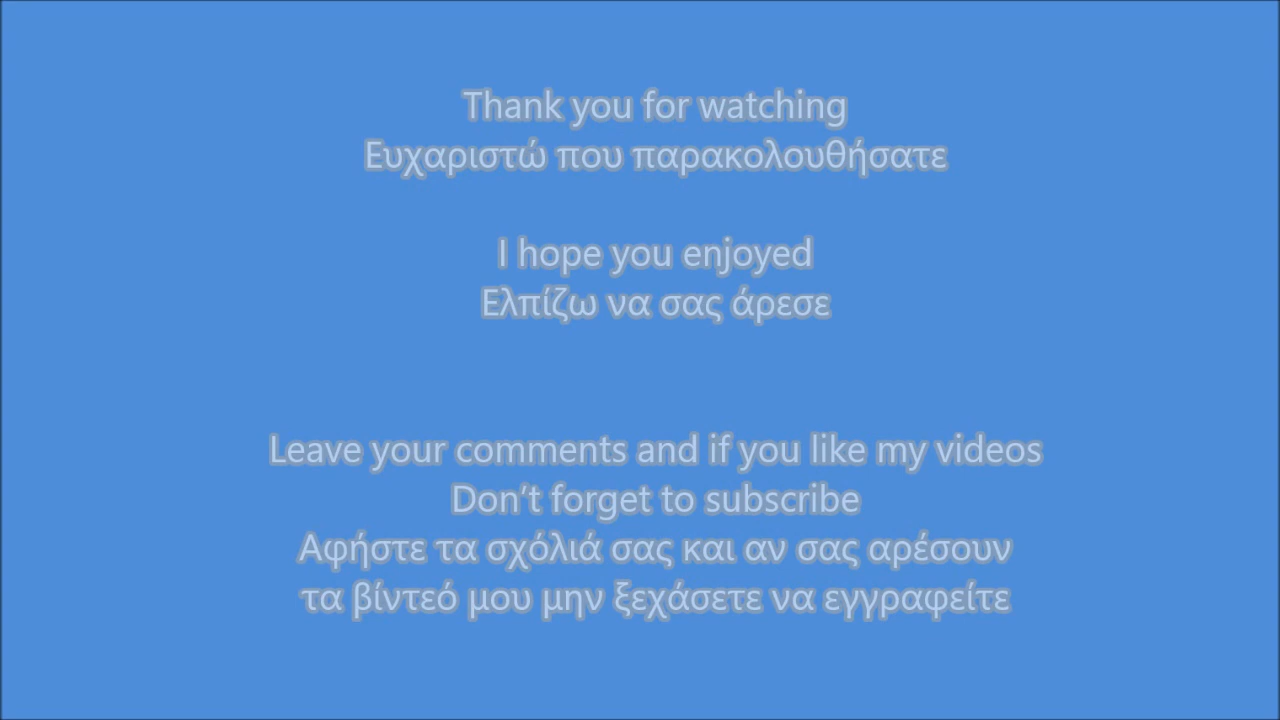 Thank you for watching
Ευχαριστώ που παρακολουθήσατε
I hope you enjoyed
Ελπίζω να σας άρεσε
Leave your comments and if you like my videos
Don't forget to subscribe
Αφήστε τα σχόλιά σας και αν σας αρέσουν
τα βίντεό μου μην ξεχάσετε να εγγραφείτε